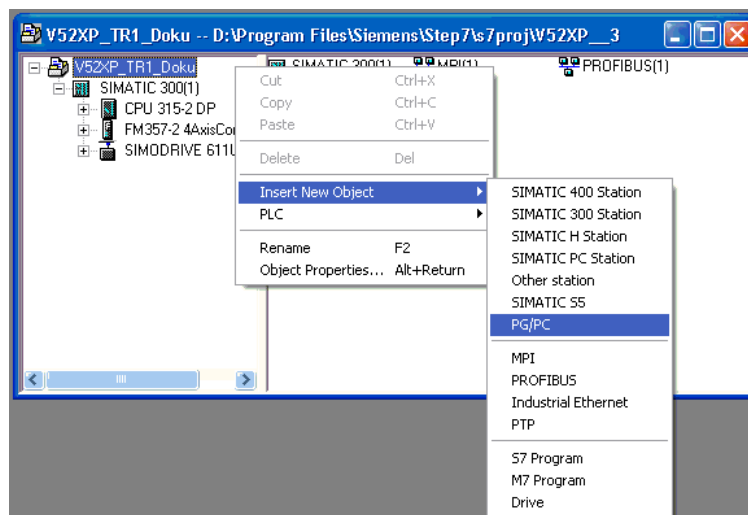 V52XP_TR1_Doku -- D:\Program Files\Siemens\Step7\s7proj\V52XP__3
V52XP_TR1_Doku
SIMATIC 300(1)
CPU 315-2 DP
FM357-2 4AxisCo
SIMODRIVE 611U
SIMATIC 300(1)
MPI(1)
PROFIBUS(1)
Cut Ctrl+X
Copy Ctrl+C
Paste Ctrl+V
Delete Del
Insert New Object
PLC
Rename F2
Object Properties... Alt+Return
SIMATIC 400 Station
SIMATIC 300 Station
SIMATIC H Station
SIMATIC PC Station
Other station
SIMATIC S5
PG/PC
MPI
PROFIBUS
Industrial Ethernet
PTP
S7 Program
M7 Program
Drive